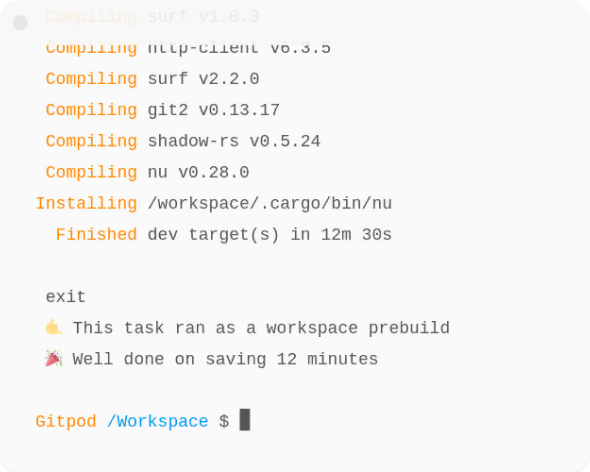 Compiling surf v1.0.3
Compiling http-client v6.3.5
Compiling surf v2.2.0
Compiling git2 v0.13.17
Compiling shadow-rs v0.5.24
Compiling nu v0.28.0
Installing /workspace/.cargo/bin/nu
Finished dev target(s) in 12m 30s
exit
🤙 This task ran as a workspace prebuild
🎉 Well done on saving 12 minutes
Gitpod /Workspace $